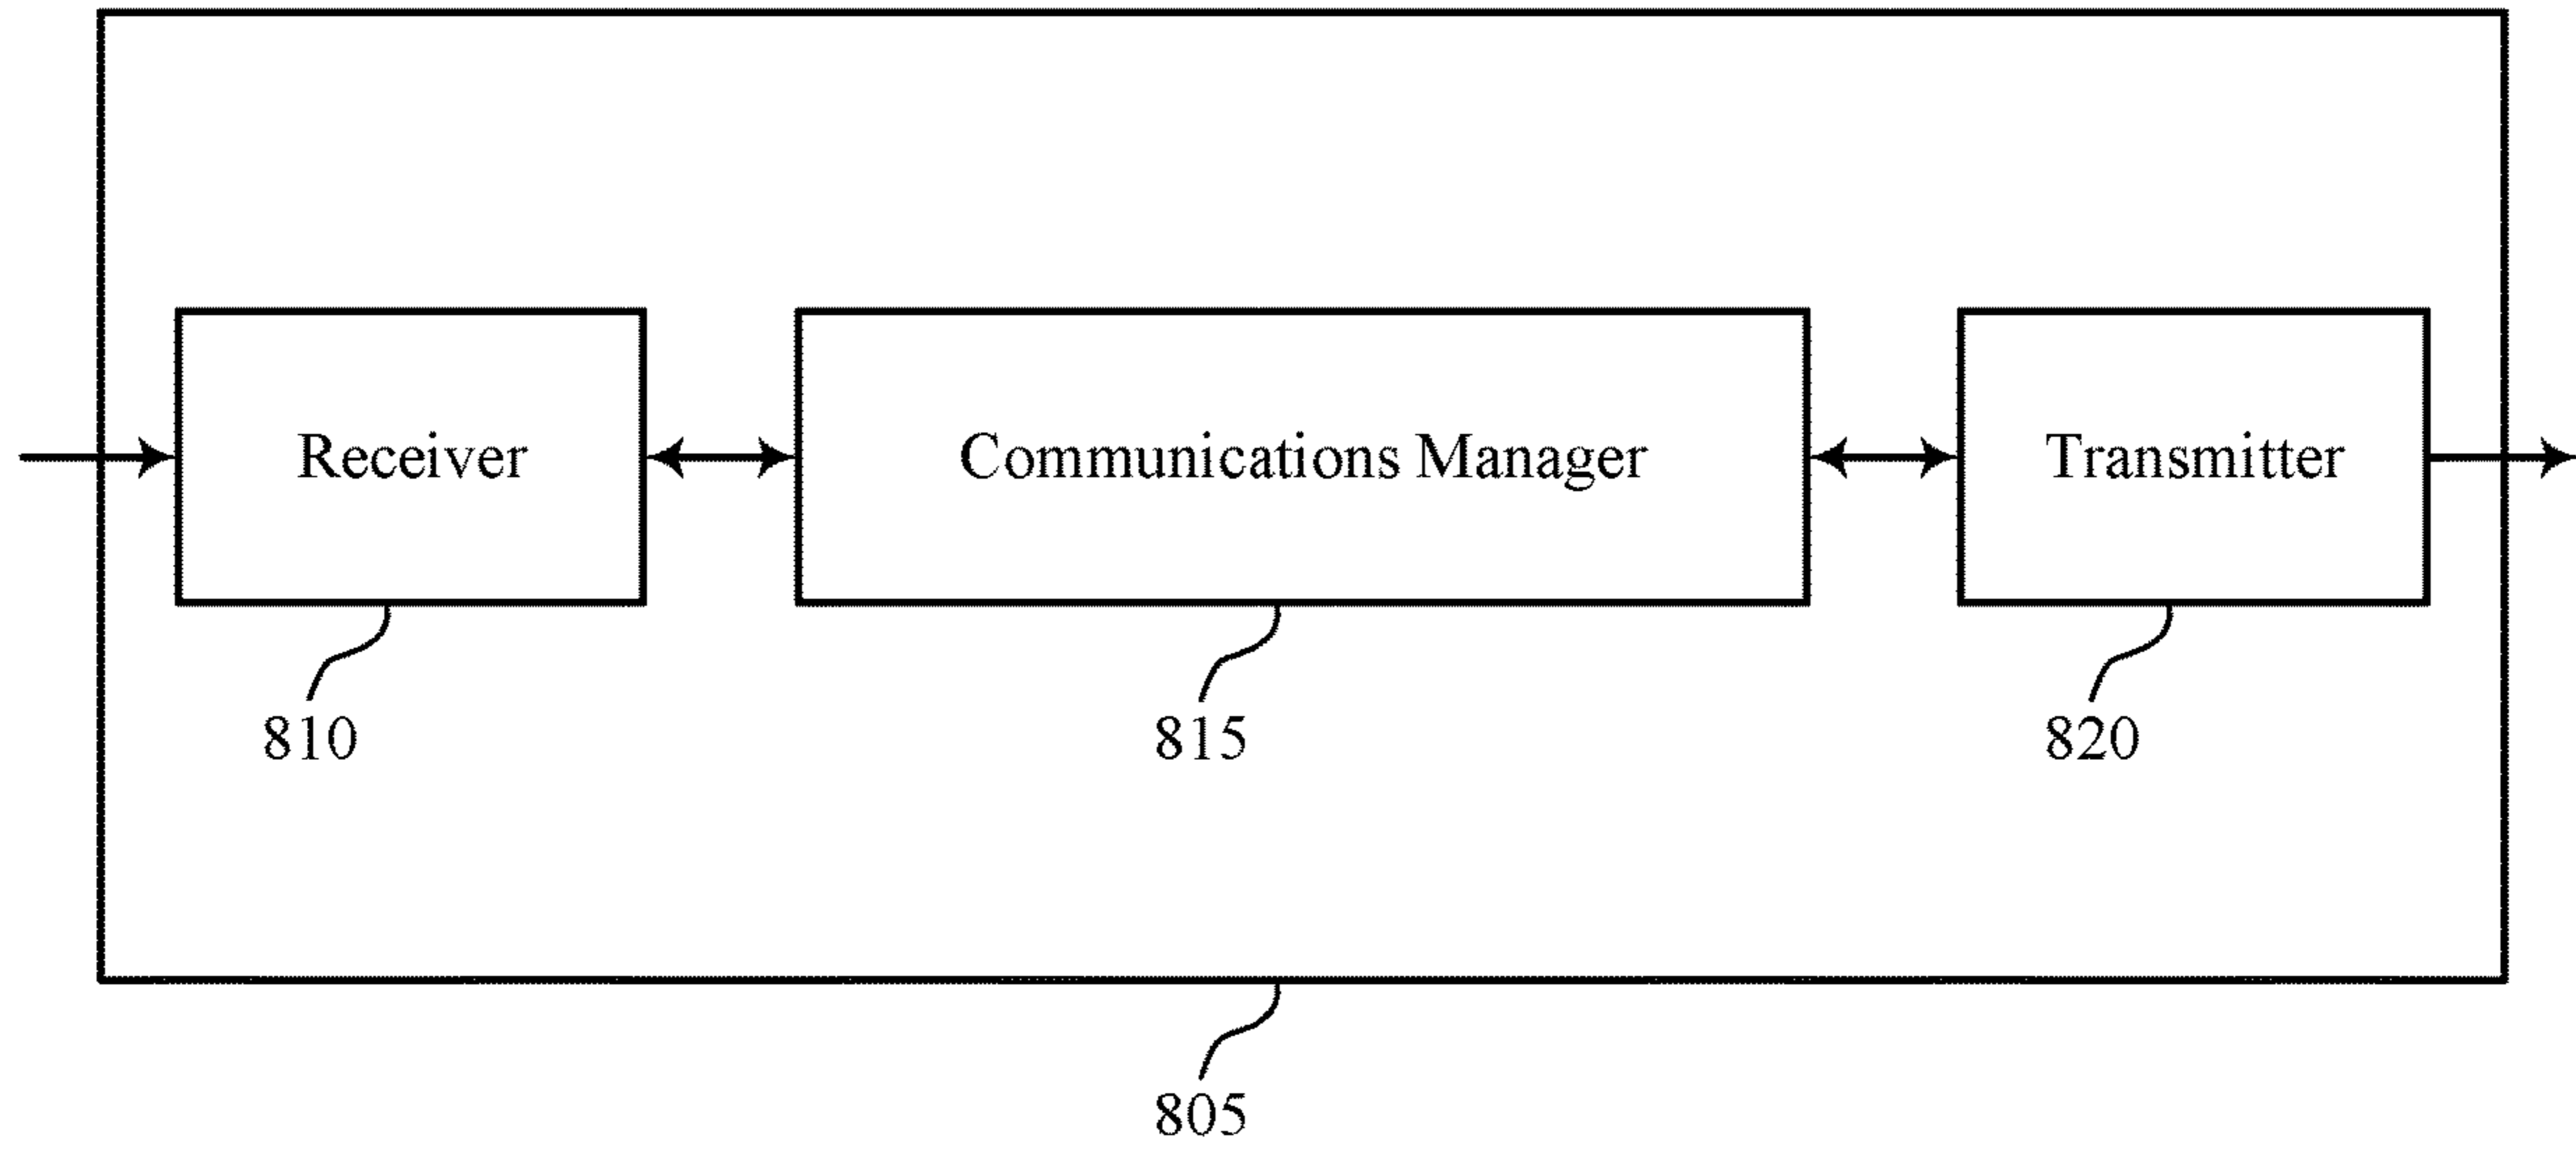 Receiver
Communications Manager
Transmitter
810
815
820
805